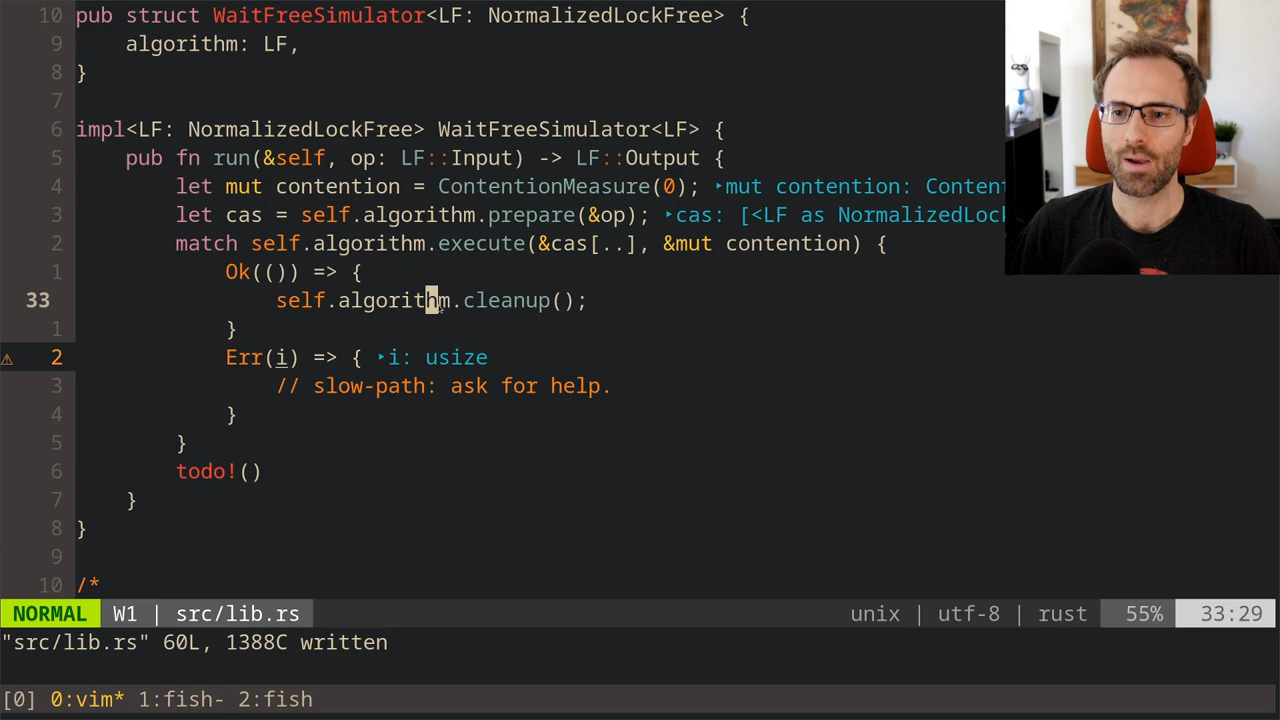 10 pub struct WaitFreeSimulator<LF: NormalizedLockFree> {
9 algorithm: LF,
8 }
7
6 impl<LF: NormalizedLockFree> WaitFreeSimulator<LF> {
5 pub fn run(&self, op: LF::Input) -> LF::Output {
4 let mut contention = ContentionMeasure(0); ‣mut contention: Content
3 let cas = self.algorithm.prepare(&op); ‣cas: [<LF as NormalizedLock
2 match self.algorithm.execute(&cas[..], &mut contention) {
1 Ok(()) => {
33 self.algorithm.cleanup();
1 }
⚠ 2 Err(i) => { ‣i: usize
3 // slow-path: ask for help.
4 }
5 }
6 todo!()
7 }
8 }
9
10 /*
NORMAL W1 | src/lib.rs unix | utf-8 | rust 55% 33:29
"src/lib.rs" 60L, 1388C written
[0] 0:vim* 1:fish- 2:fish